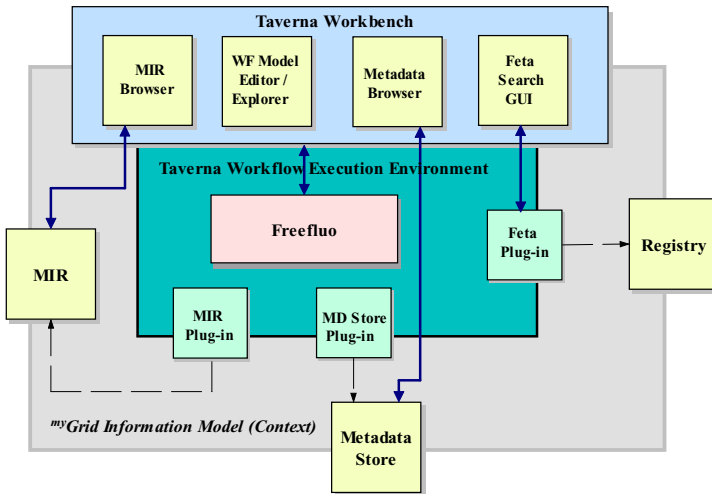 Taverna Workbench
MIR
Browser
WF Model
Editor /
Explorer
Metadata
Browser
Feta
Search
GUI
Taverna Workflow Execution Environment
Freefluo
Feta
Plug-in
Registry
MIR
MIR
Plug-in
MD Store
Plug-in
myGrid Information Model (Context)
Metadata
Store